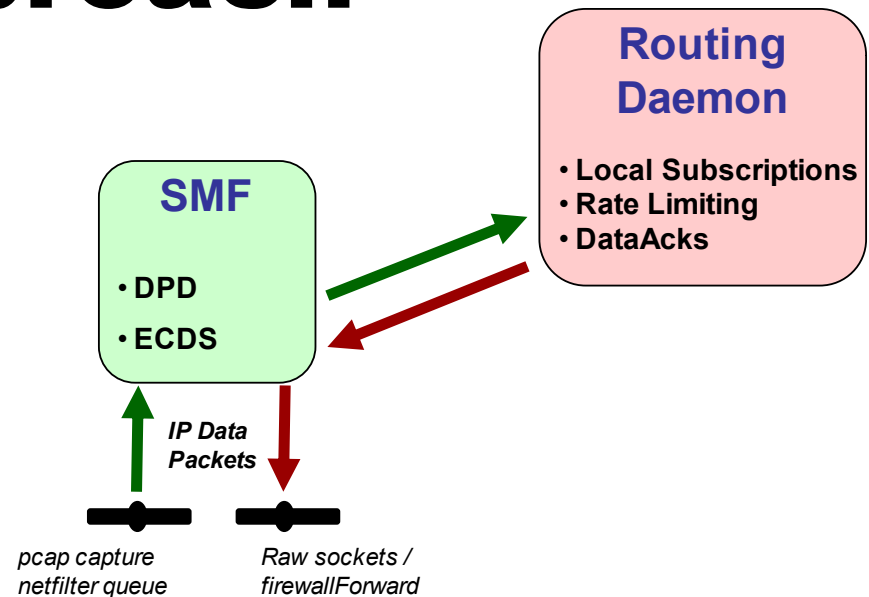 Routing
Daemon
• Local Subscriptions
• Rate Limiting
• DataAcks
SMF
• DPD
• ECDS
IP Data
Packets
pcap capture
netfilter queue
Raw sockets /
firewallForward